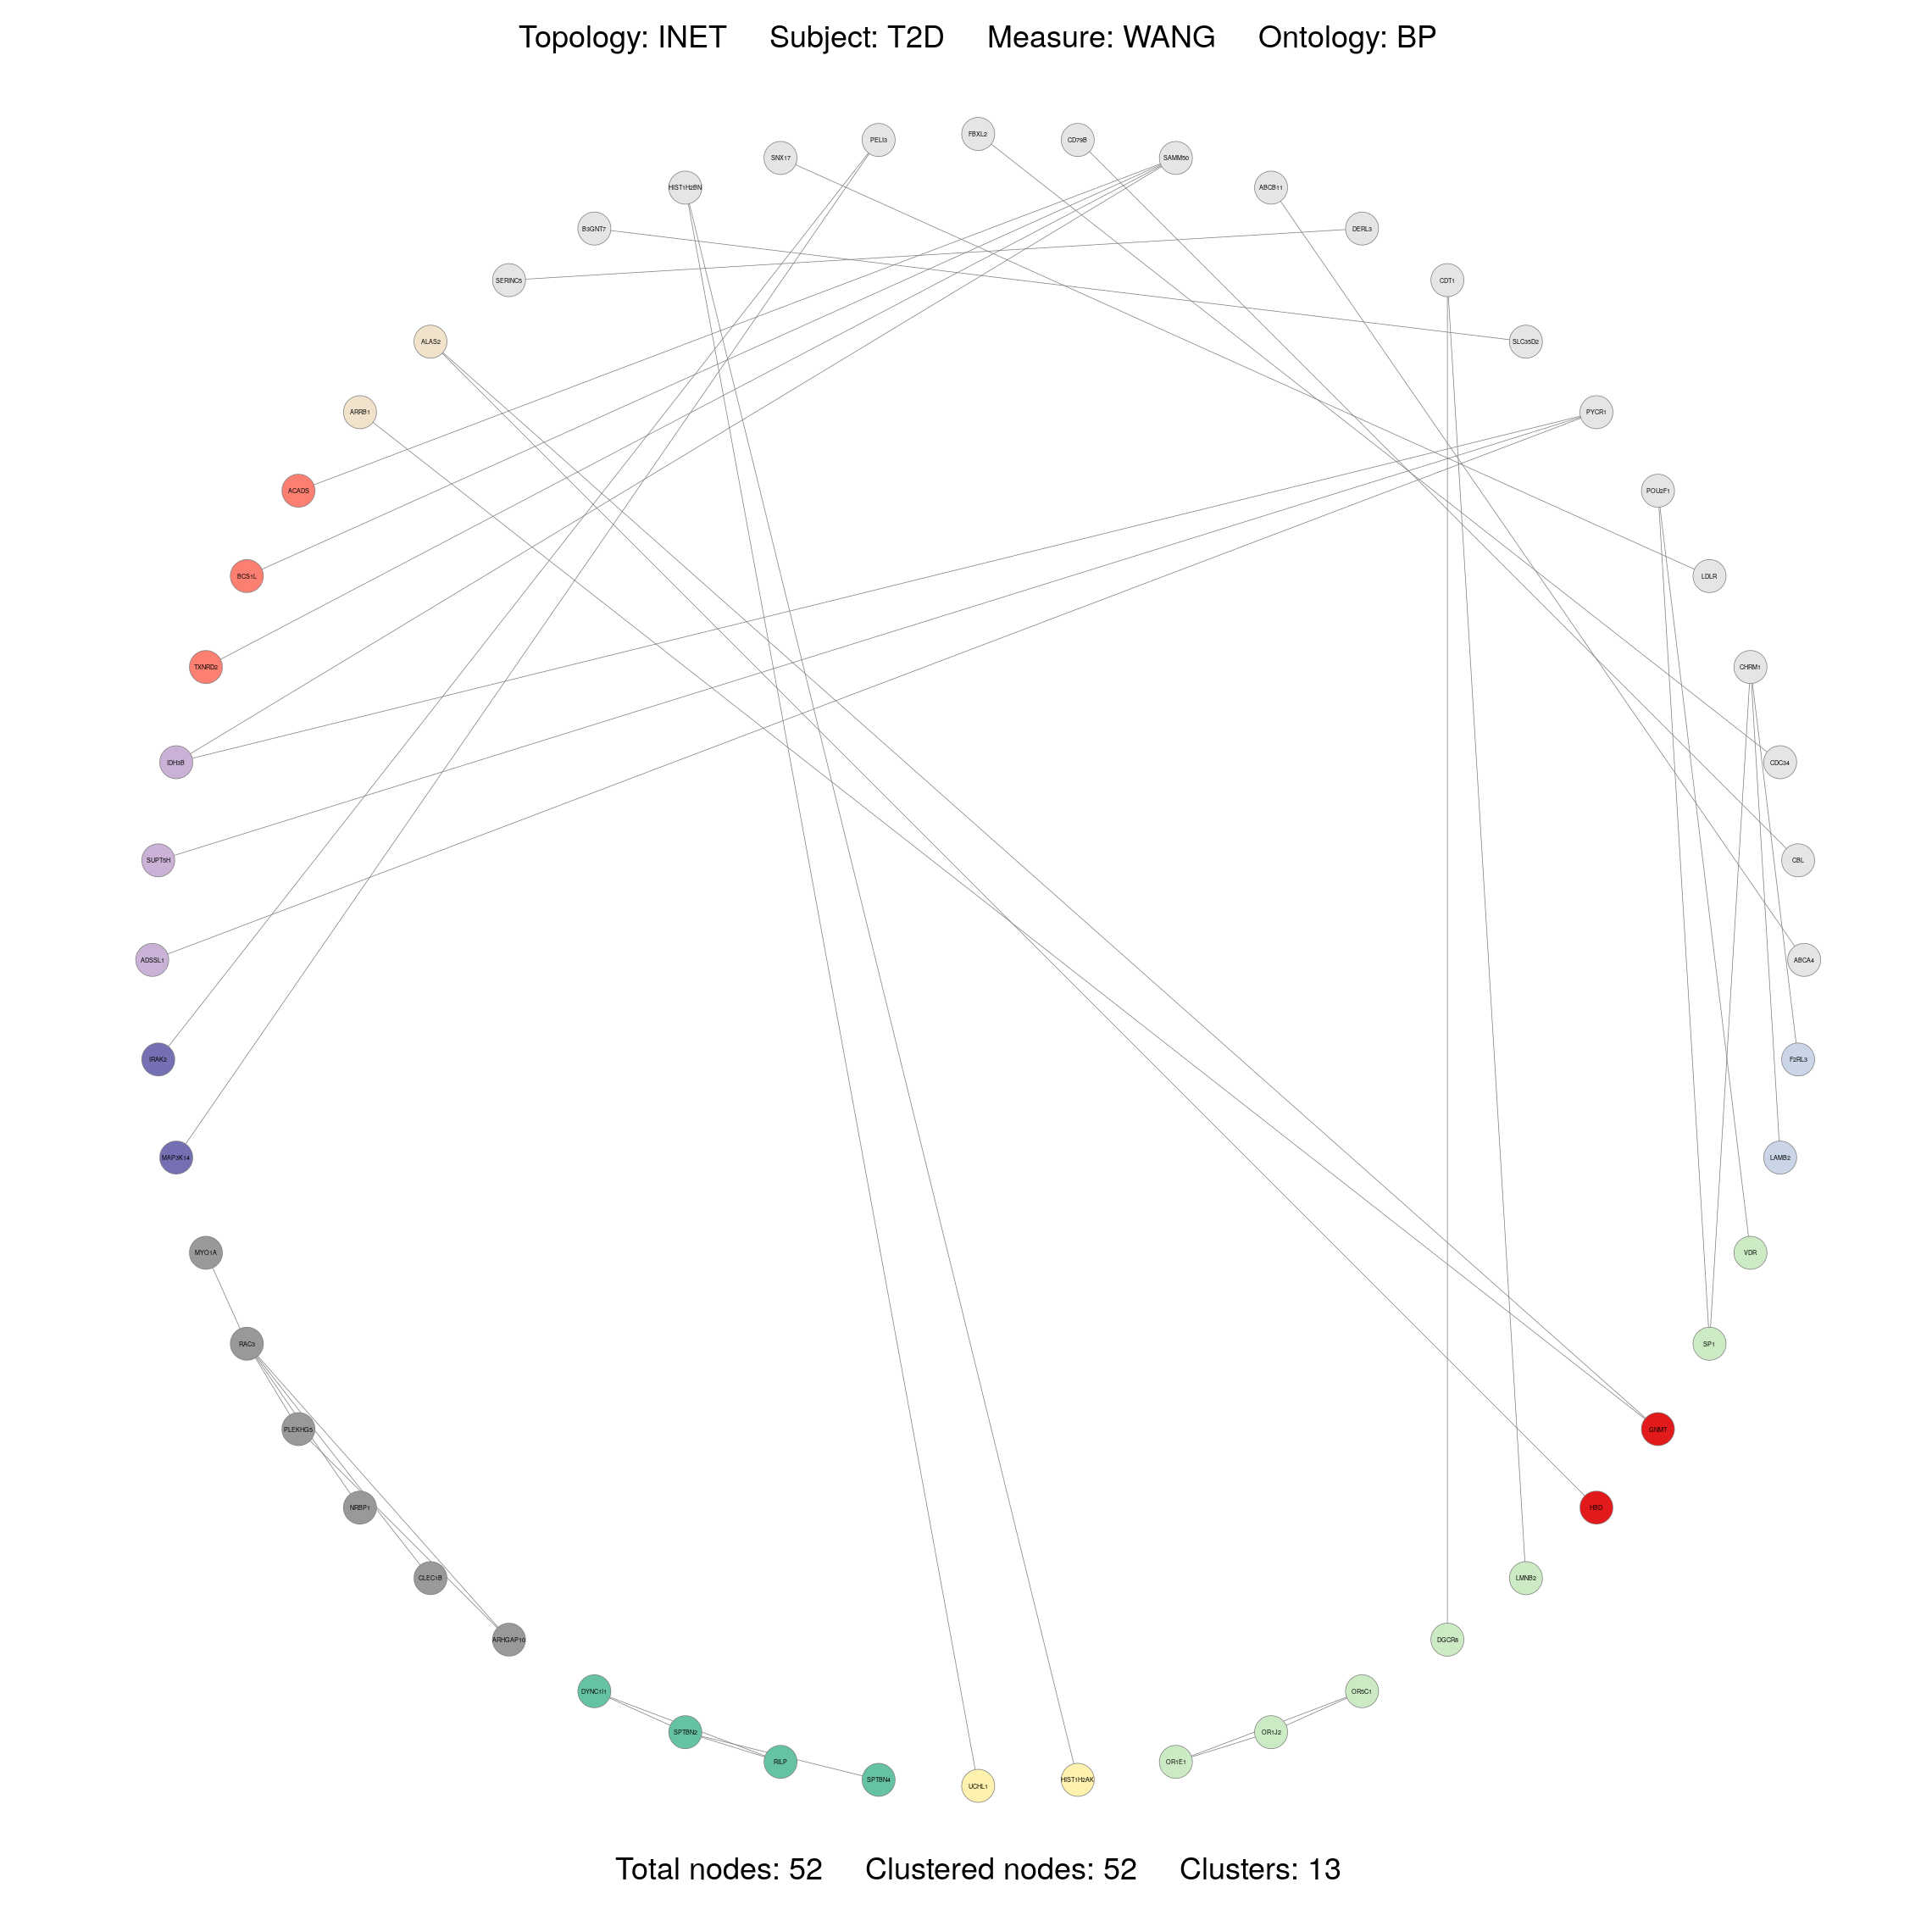 Topology: INET Subject: T2D Measure: WANG Ontology: BP
FBXL2
PELI3
CD79B
SNX17
SAMM50
HIST1H2BN
ABCB11
B3GNT7
DERL3
SERINC5
CDT1
ALAS2
SLC35D2
ARRB1
PYCR1
ACADS
POU2F1
BCS1L
LDLR
TXNRD2
CHRM1
IDH3B
CDC34
SUPT5H
CBL
ADSSL1
ABCA4
IRAK2
F2RL3
MAP3K14
LAMB2
MYO1A
VDR
RAC3
SP1
PLEKHG5
GNMT
NRBP1
HBD
CLEC1B
LMNB2
ARHGAP10
DGCR8
DYNC1I1
OR5C1
SPTBN2
OR1J2
RILP
OR1E1
SPTBN4
HIST1H2AK
UCHL1
Total nodes: 52 Clustered nodes: 52 Clusters: 13